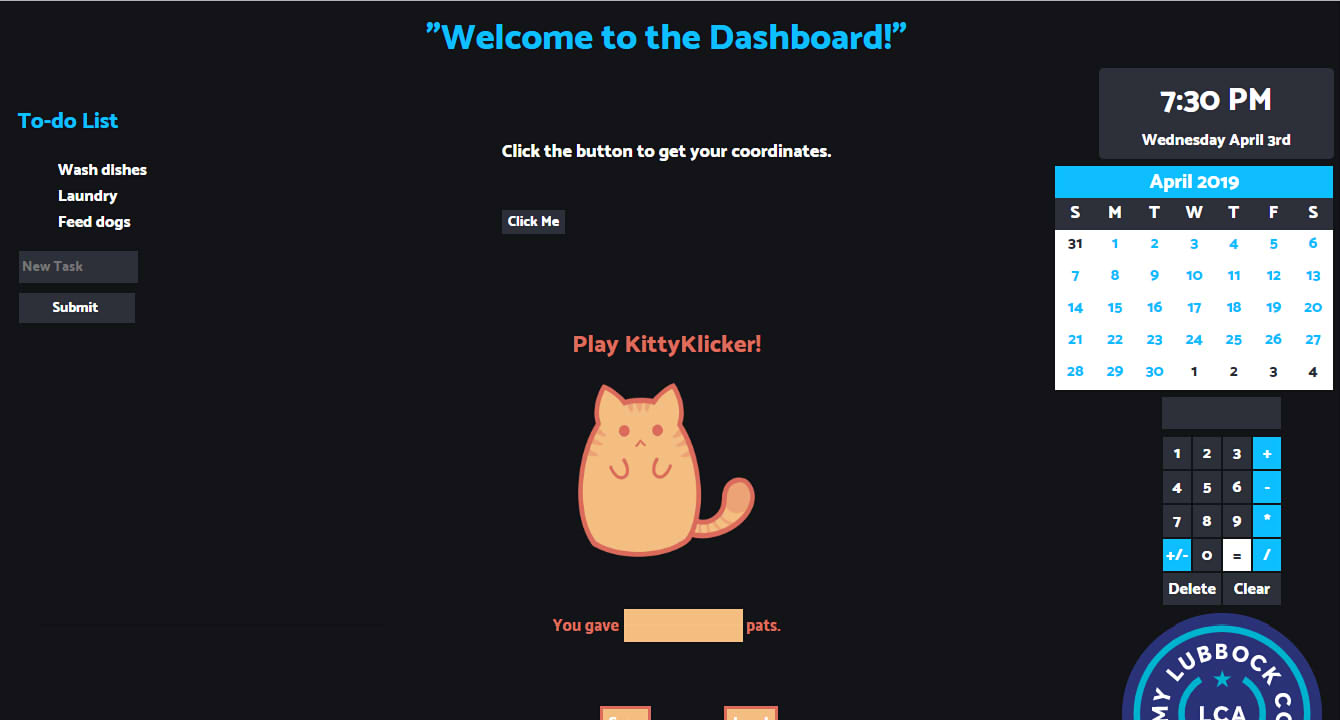 ”Welcome to the Dashboard!”
To-do List
Wash dishes
Laundry
Feed dogs
New Task
Submit
Click the button to get your coordinates.
Click Me
Play KittyKlicker!
You gave pats.
7:30 PM
Wednesday April 3rd
April 2019
S M T W T F S
31 1 2 3 4 5 6
7 8 9 10 11 12 13
14 15 16 17 18 19 20
21 22 23 24 25 26 27
28 29 30 1 2 3 4
1 2 3 +
4 5 6 -
7 8 9 *
+/- 0 = /
Delete Clear
MY LUBBOCK CO
LCA